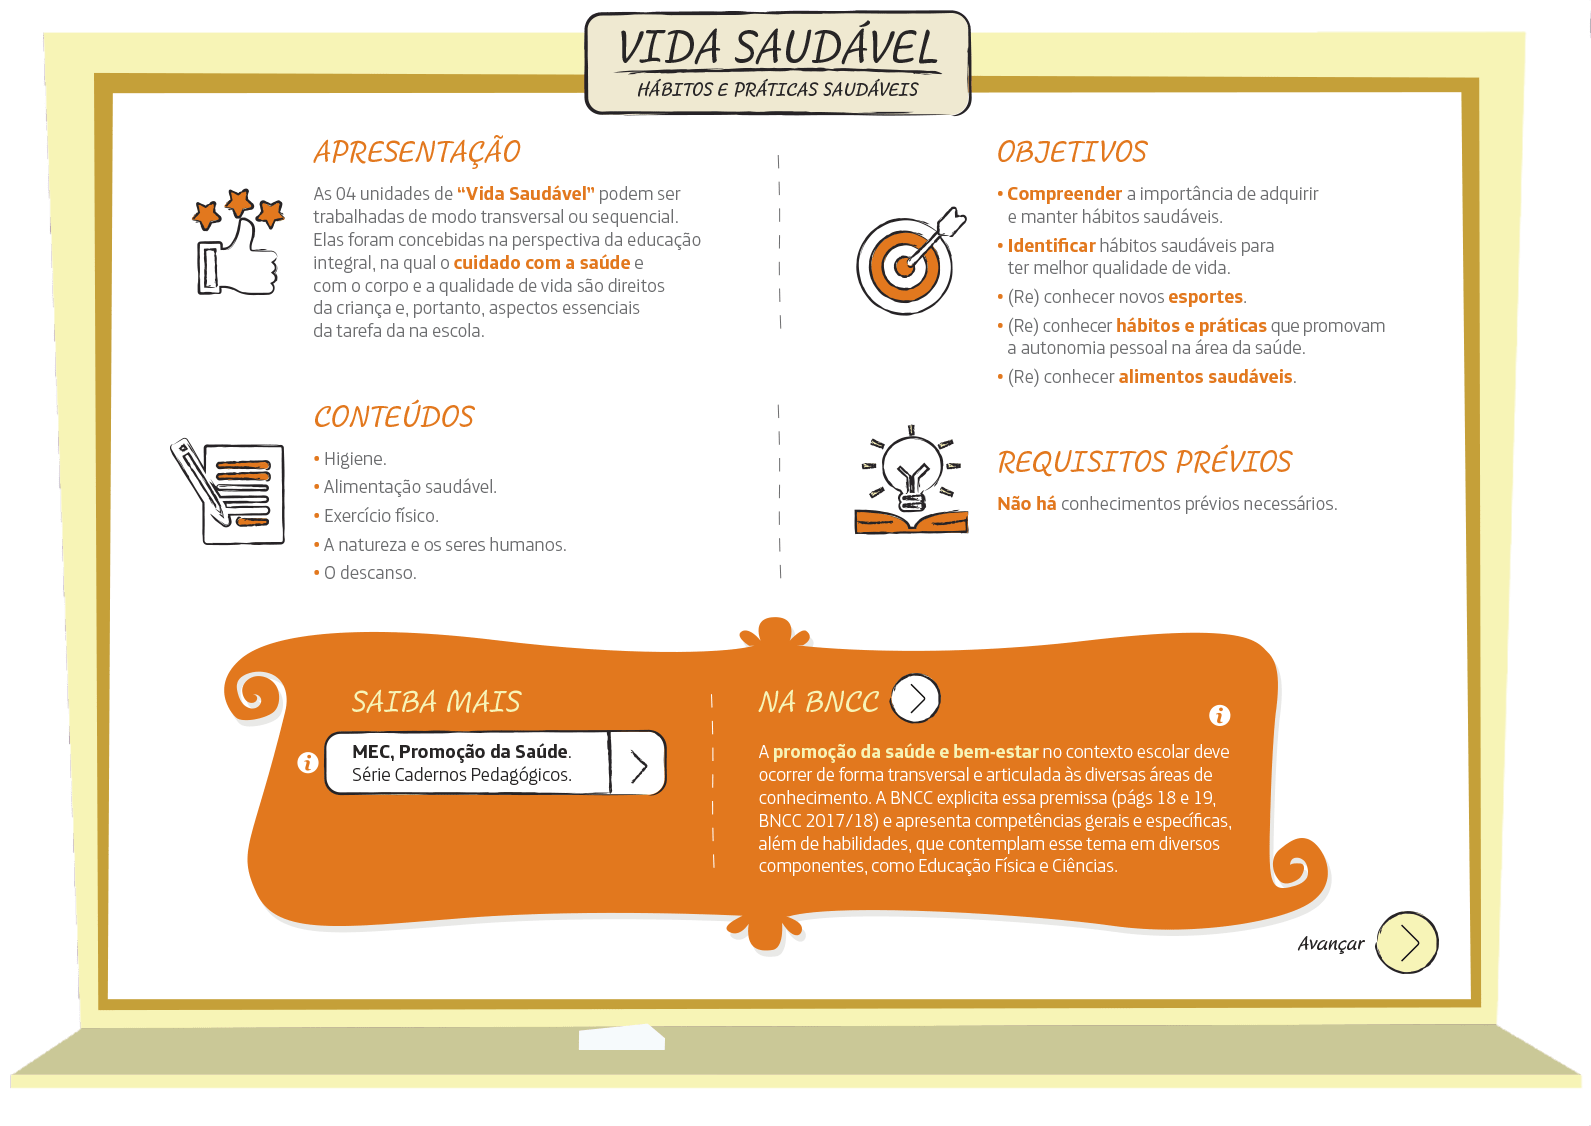 VIDA SAUDÁVEL
HÁBITOS E PRÁTICAS SAUDÁVEIS
APRESENTAÇÃO
As 04 unidades de “Vida Saudável” podem ser
trabalhadas de modo transversal ou sequencial.
Elas foram concebidas na perspectiva da educação
integral, na qual o cuidado com a saúde e
com o corpo e a qualidade de vida são direitos
da criança e, portanto, aspectos essenciais
da tarefa da na escola.
OBJETIVOS
• Compreender a importância de adquirir
e manter hábitos saudáveis.
• Identificar hábitos saudáveis para
ter melhor qualidade de vida.
• (Re) conhecer novos esportes.
• (Re) conhecer hábitos e práticas que promovam
a autonomia pessoal na área da saúde.
• (Re) conhecer alimentos saudáveis.
CONTEÚDOS
• Higiene.
• Alimentação saudável.
• Exercício físico.
• A natureza e os seres humanos.
• O descanso.
REQUISITOS PRÉVIOS
Não há conhecimentos prévios necessários.
SAIBA MAIS
i
MEC, Promoção da Saúde.
Série Cadernos Pedagógicos.
NA BNCC
i
A promoção da saúde e bem-estar no contexto escolar deve
ocorrer de forma transversal e articulada às diversas áreas de
conhecimento. A BNCC explicita essa premissa (págs 18 e 19,
BNCC 2017/18) e apresenta competências gerais e específicas,
além de habilidades, que contemplam esse tema em diversos
componentes, como Educação Física e Ciências.
Avançar